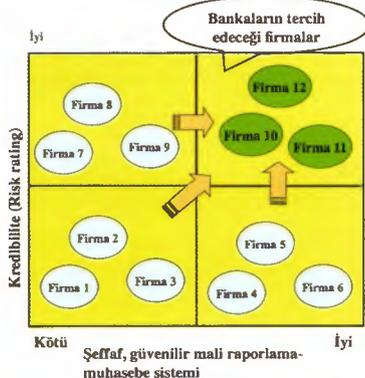 Bankaların tercih
edeceği firmalar
İyi
Firma 8
Firma 7
Firma 9
Firma 12
Firma 10
Firma 11
Firma 2
Firma 1
Firma 3
Firma 5
Firma 4
Firma 6
Kredibilite (Risk rating)
Kötü
İyi
Şeffaf, güvenilir mali raporlama-
muhasebe sistemi